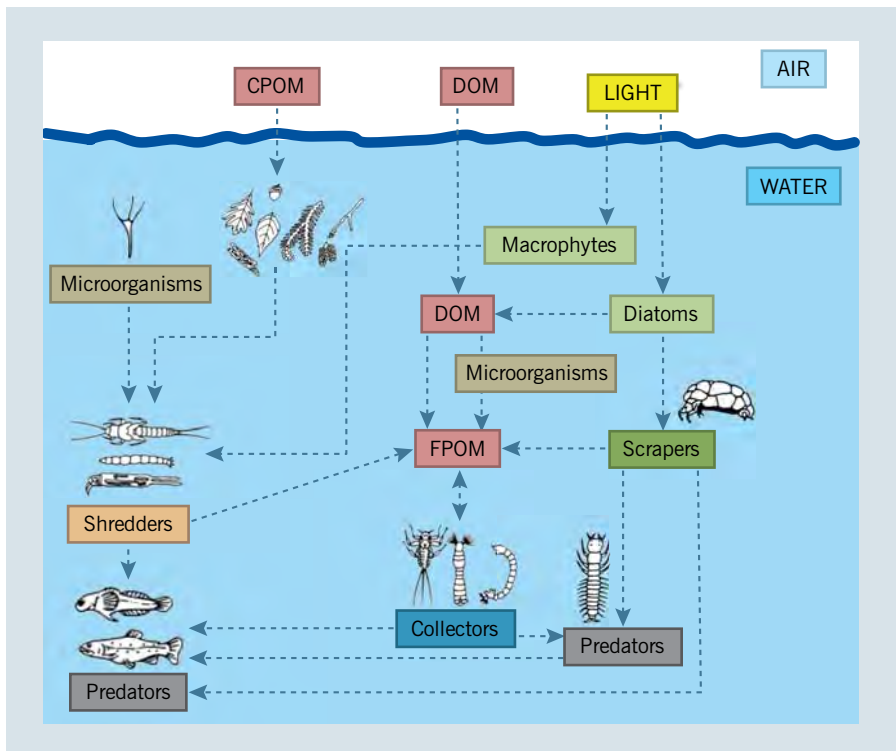 AIR
CPOM
DOM
LIGHT
WATER
Macrophytes
Microorganisms
DOM
Diatoms
Microorganisms
FPOM
Scrapers
Shredders
Collectors
Predators
Predators